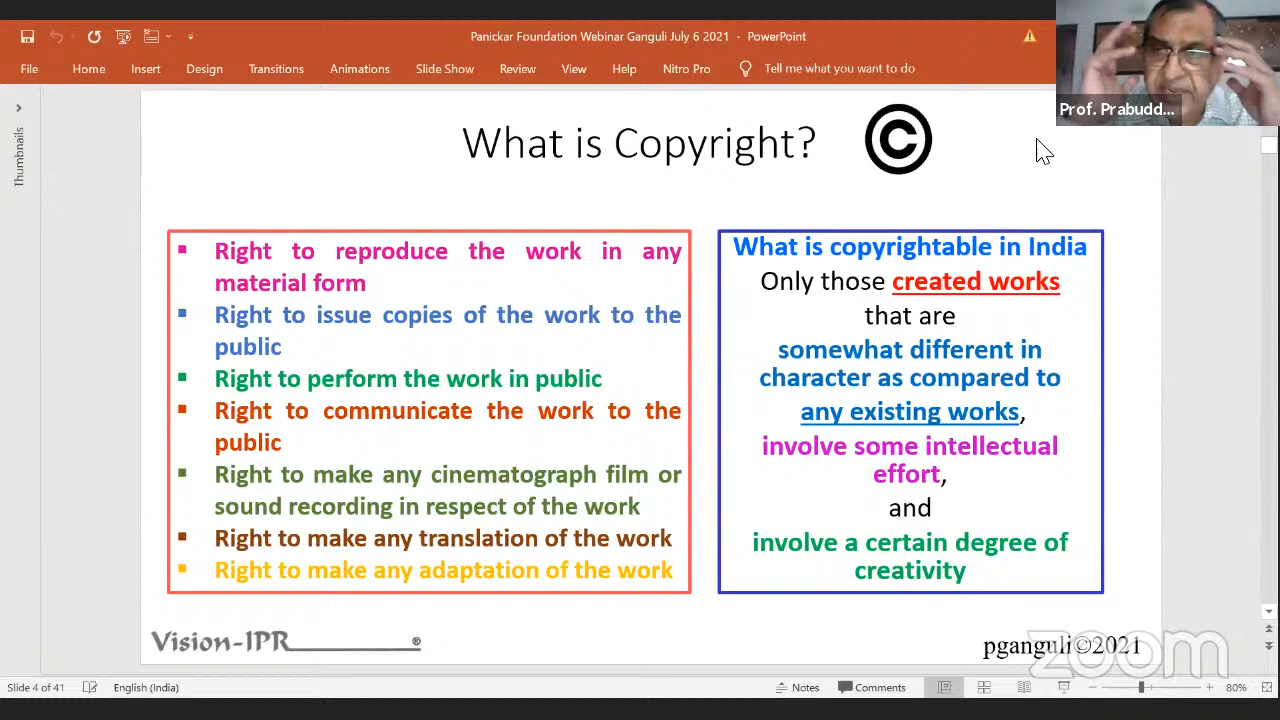 Panickar Foundation Webinar Ganguli July 6 2021 - PowerPoint
File Home Insert Design Transitions Animations Slide Show Review View Help Nitro Pro Tell me what you want to do
Prof. Prabudd...
Thumbnails
What is Copyright? ©
▪ Right to reproduce the work in any
material form
▪ Right to issue copies of the work to the
public
▪ Right to perform the work in public
▪ Right to communicate the work to the
public
▪ Right to make any cinematograph film or
sound recording in respect of the work
▪ Right to make any translation of the work
▪ Right to make any adaptation of the work
What is copyrightable in India
Only those created works
that are
somewhat different in
character as compared to
any existing works,
involve some intellectual
effort,
and
involve a certain degree of
creativity
Vision-IPR ®
pganguli©2021
zoom
Slide 4 of 41 English (India) Notes Comments 80%